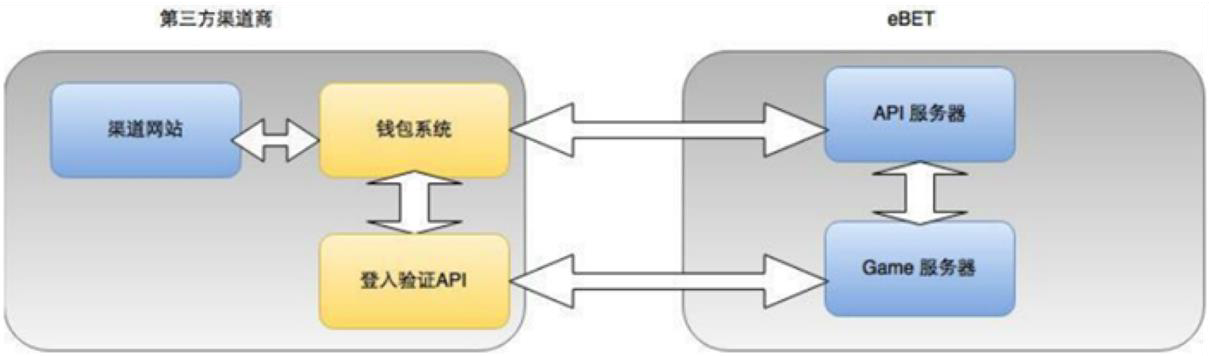 第三方渠道商
eBET
渠道网站
钱包系统
API 服务器
登入验证API
Game 服务器